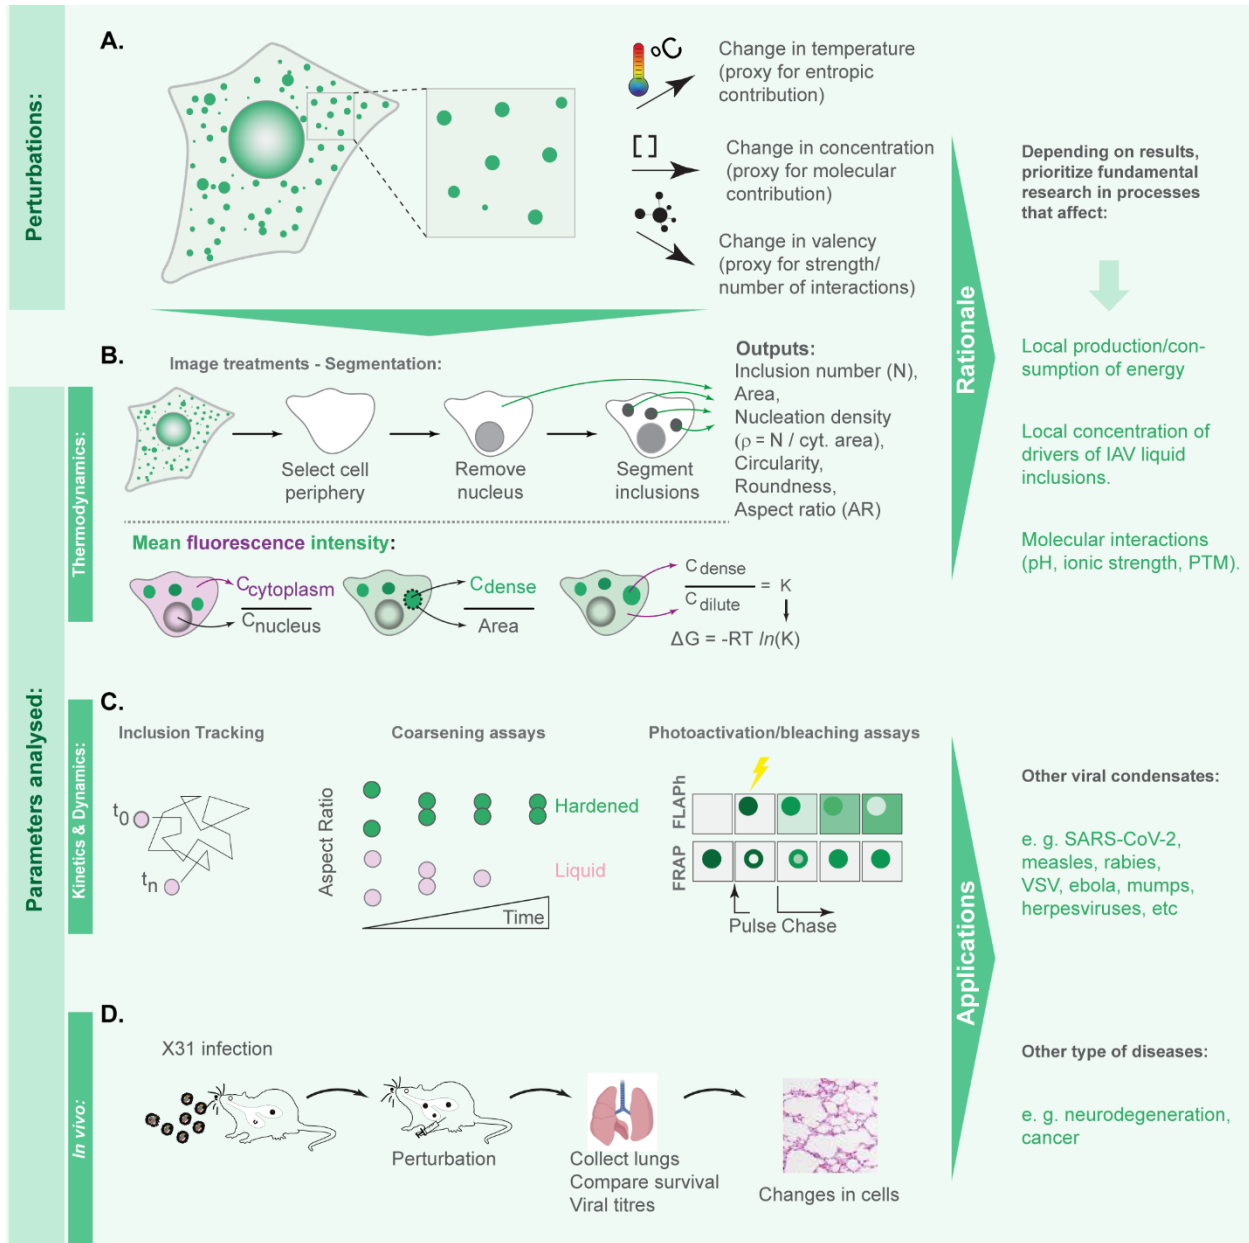 Perturbations:
A.
°C
Change in temperature
(proxy for entropic
contribution)
[ ]
Change in concentration
(proxy for molecular
contribution)
Change in valency
(proxy for strength/
number of interactions)
Rationale
Depending on results,
prioritize fundamental
research in processes
that affect:
Local production/con-
sumption of energy
Local concentration of
drivers of IAV liquid
inclusions.
Molecular interactions
(pH, ionic strength, PTM).
Parameters analysed:
Thermodynamics:
B.
Image treatments - Segmentation:
Select cell
periphery
Remove
nucleus
Segment
inclusions
Outputs:
Inclusion number (N),
Area,
Nucleation density
(ρ = N / cyt. area),
Circularity,
Roundness,
Aspect ratio (AR)
Mean fluorescence intensity:
Ccytoplasm
Cnucleus
Cdense
Area
Cdense
Cdilute
= K
ΔG = -RT ln(K)
Kinetics & Dynamics:
C.
Inclusion Tracking
t0
tn
Coarsening assays
Aspect Ratio
Hardened
Liquid
Time
Photoactivation/bleaching assays
FLAPh
FRAP
Pulse Chase
Applications
Other viral condensates:
e. g. SARS-CoV-2,
measles, rabies,
VSV, ebola, mumps,
herpesviruses, etc
Other type of diseases:
e. g. neurodegeneration,
cancer
In vivo:
D.
X31 infection
Perturbation
Collect lungs
Compare survival
Viral titres
Changes in cells